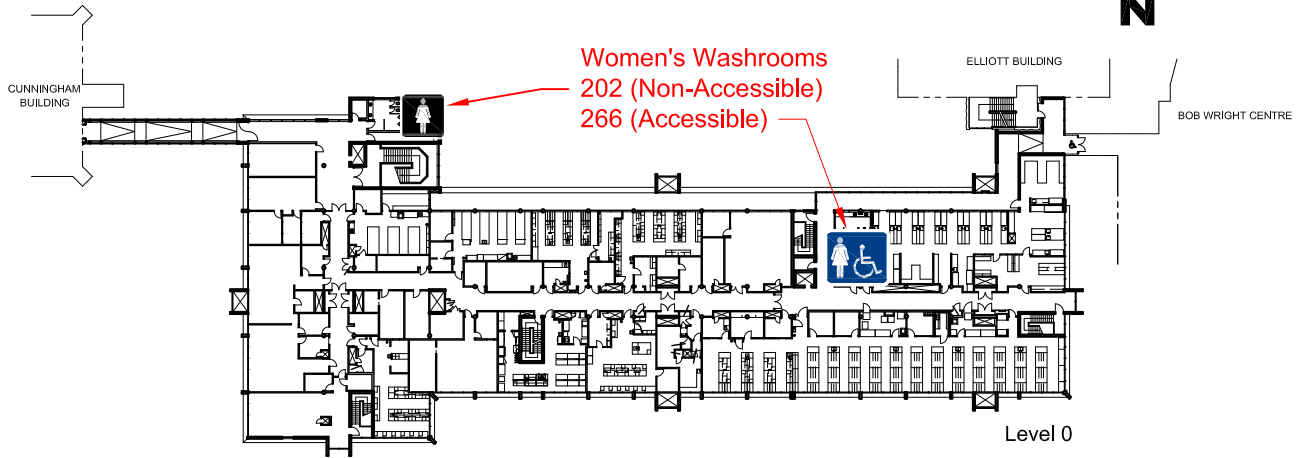 N
ELLIOTT BUILDING
Women's Washrooms
202 (Non-Accessible)
266 (Accessible)
CUNNINGHAM
BUILDING
BOB WRIGHT CENTRE
Level 0